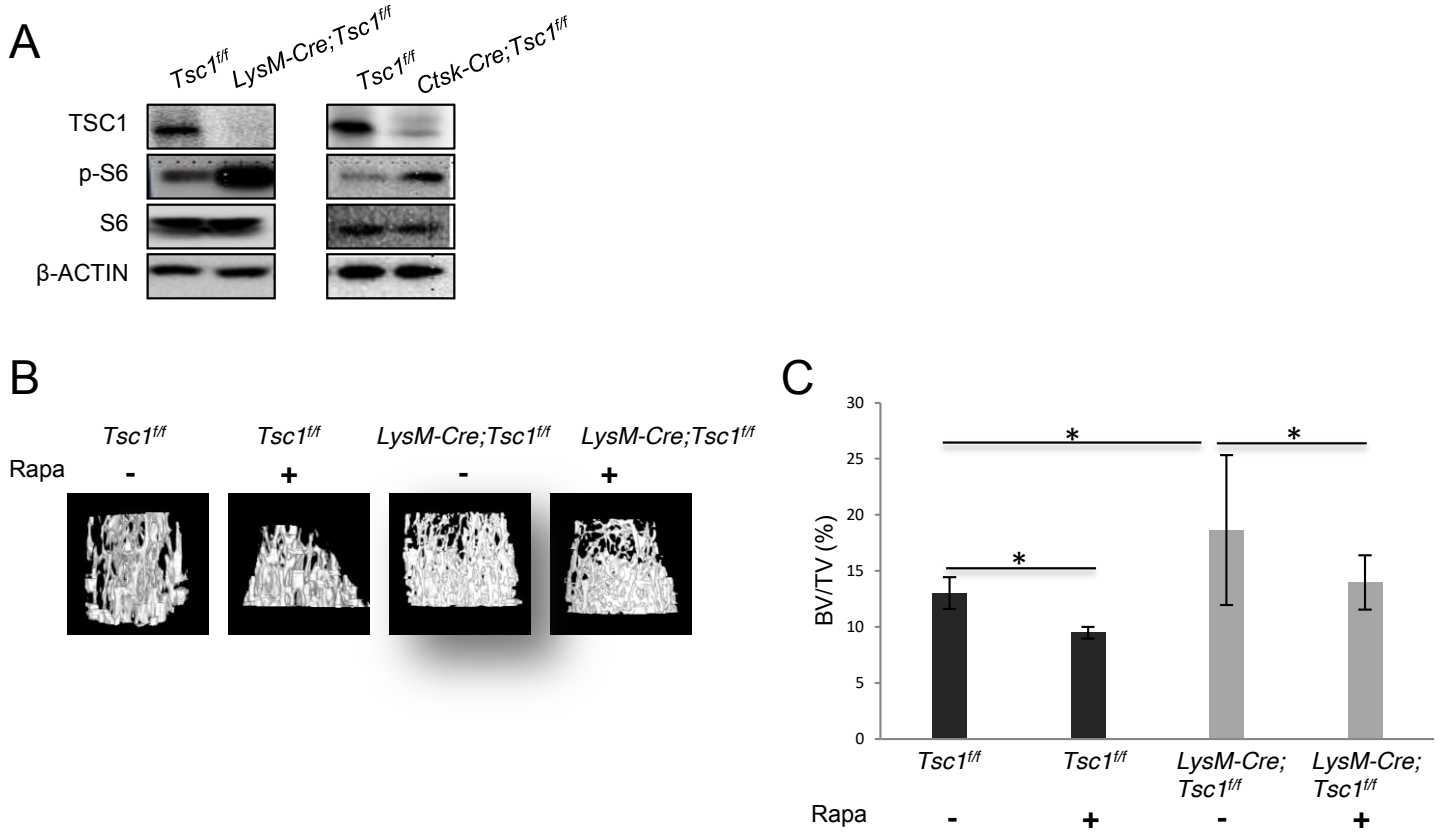 A
Tsc1f/f LysM-Cre;Tsc1f/f Tsc1f/f Ctsk-Cre;Tsc1f/f
TSC1
p-S6
S6
β-ACTIN
B
Tsc1f/f Tsc1f/f LysM-Cre;Tsc1f/f LysM-Cre;Tsc1f/f
Rapa - + - +
C
BV/TV (%)
30
25
20
15
10
5
0
* *
*
Tsc1f/f Tsc1f/f LysM-Cre; LysM-Cre;
Tsc1f/f Tsc1f/f
Rapa - + - +